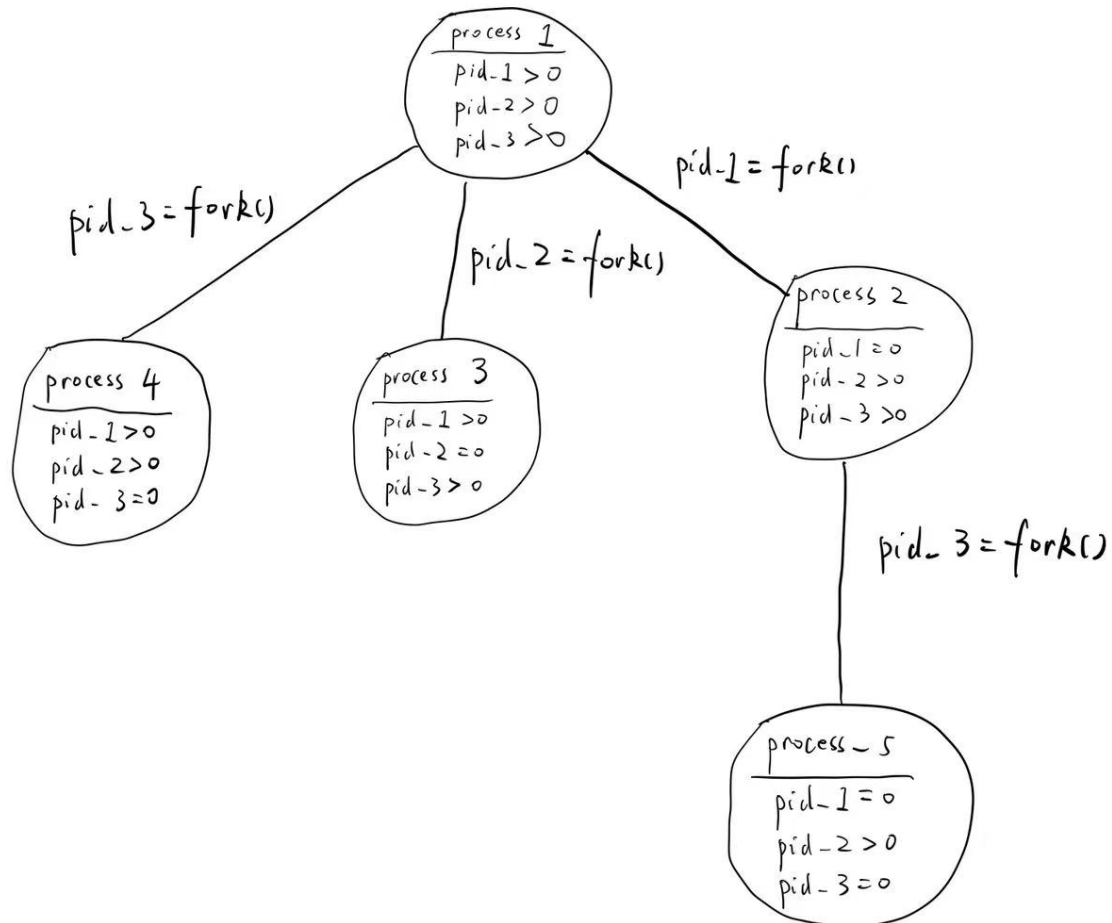 process 1
pid_1>0
pid_2>0
pid_3>0
pid_1=fork()
pid_3=fork()
pid_2=fork()
process 2
pid_1=0
pid_2>0
pid_3>0
process 4
pid_1>0
pid_2>0
pid_3=0
process 3
pid_1>0
pid_2=0
pid_3>0
pid_3=fork()
process_5
pid_1=0
pid_2>0
pid_3=0